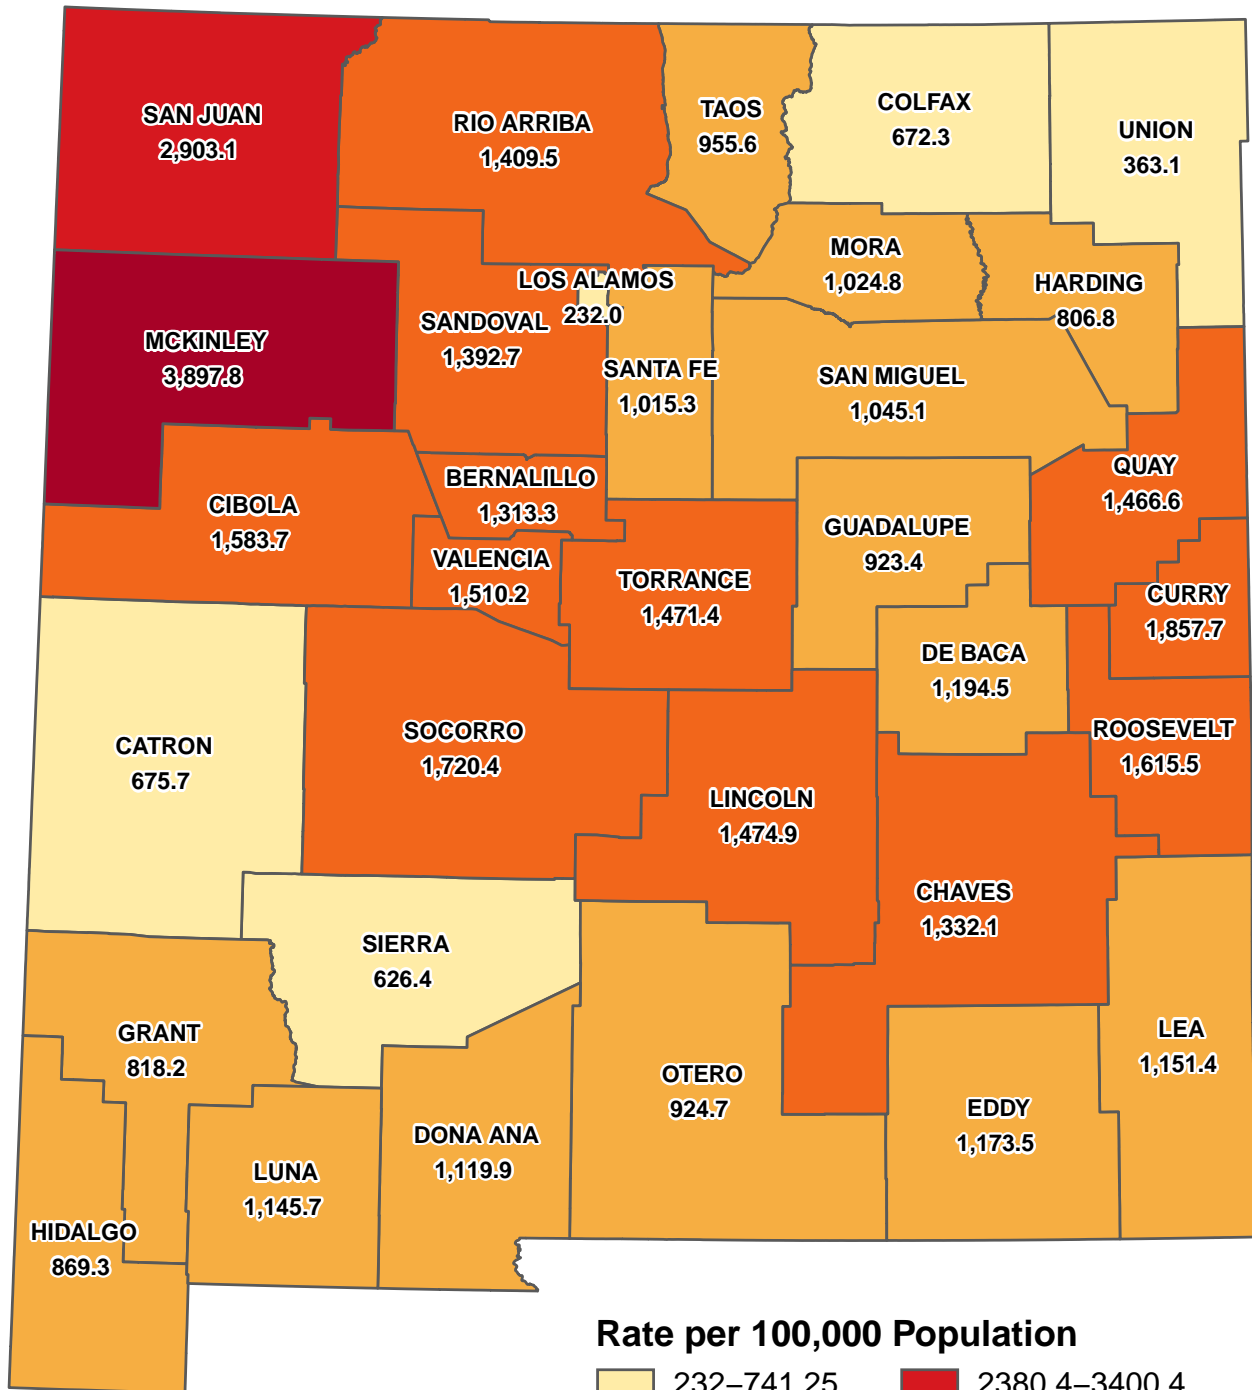 SAN JUAN
2,903.1
RIO ARRIBA
1,409.5
TAOS
955.6
COLFAX
672.3
UNION
363.1
MORA
1,024.8
HARDING
806.8
LOS ALAMOS
232.0
SANDOVAL
1,392.7
MCKINLEY
3,897.8
SANTA FE
1,015.3
SAN MIGUEL
1,045.1
QUAY
1,466.6
BERNALILLO
1,313.3
CIBOLA
1,583.7
GUADALUPE
923.4
VALENCIA
1,510.2
TORRANCE
1,471.4
CURRY
1,857.7
DE BACA
1,194.5
CATRON
675.7
SOCORRO
1,720.4
ROOSEVELT
1,615.5
LINCOLN
1,474.9
CHAVES
1,332.1
SIERRA
626.4
GRANT
818.2
LEA
1,151.4
OTERO
924.7
EDDY
1,173.5
DONA ANA
1,119.9
LUNA
1,145.7
HIDALGO
869.3
Rate per 100,000 Population
232–741.25 2380.4–3400.4